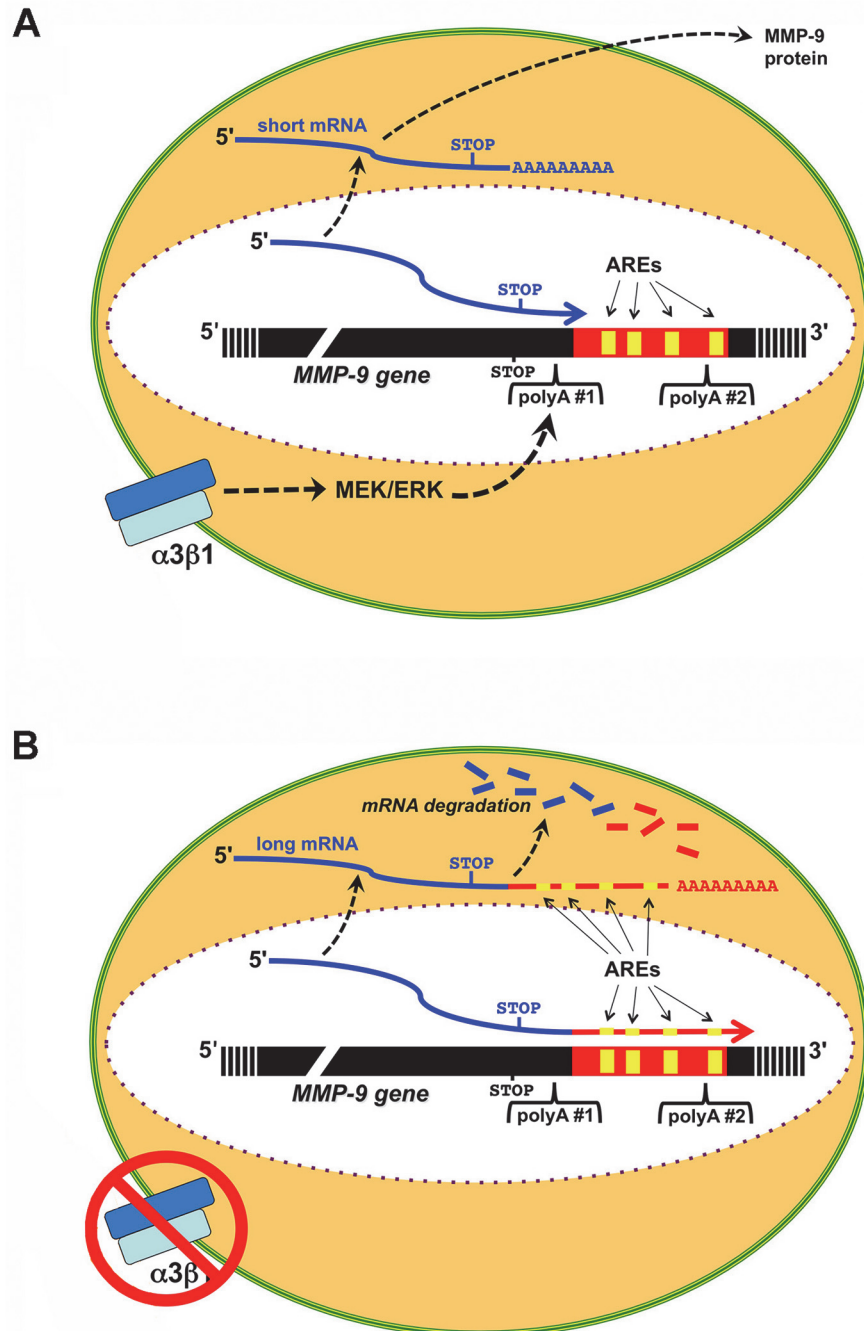 A
MMP-9
protein
5' short mRNA STOP AAAAAAAAA
5' STOP
AREs
5' 3'
MMP-9 gene STOP
polyA #1 polyA #2
MEK/ERK
α3β1
B
mRNA degradation
long mRNA
5' STOP AAAAAAAAA
5' AREs
STOP
5' 3'
MMP-9 gene STOP
polyA #1 polyA #2
α3β1